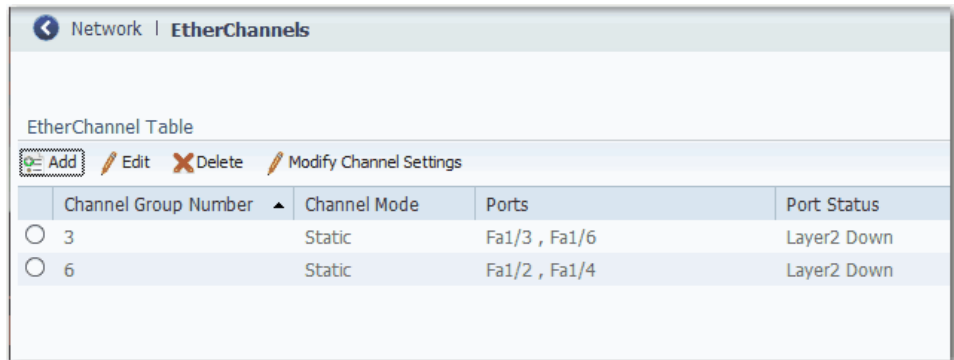 Network | EtherChannels
EtherChannel Table
Add Edit Delete Modify Channel Settings
Channel Group Number Channel Mode Ports Port Status
3 Static Fa1/3 , Fa1/6 Layer2 Down
6 Static Fa1/2 , Fa1/4 Layer2 Down